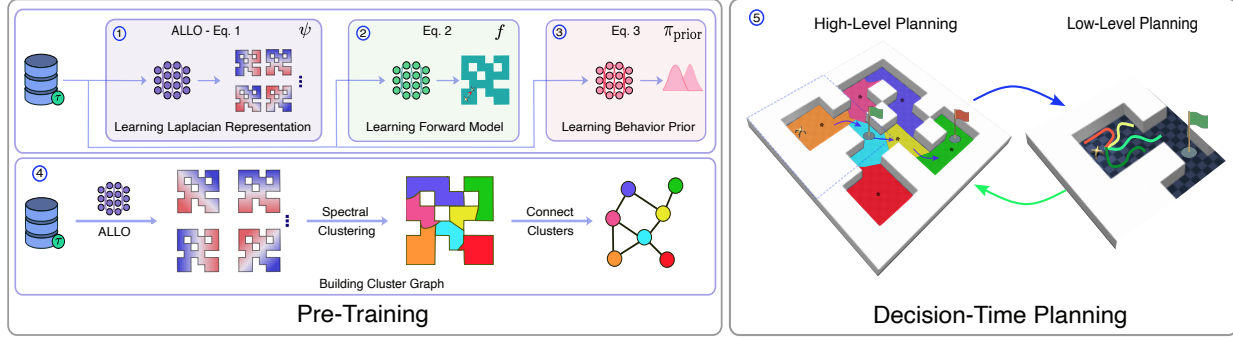 ① ALLO - Eq. 1 ψ
② Eq. 2 f
③ Eq. 3 π_prior
τ
Learning Laplacian Representation
Learning Forward Model
Learning Behavior Prior
④
ALLO
τ
Spectral
Clustering
Connect
Clusters
Building Cluster Graph
Pre-Training
⑤
High-Level Planning
Low-Level Planning
Decision-Time Planning